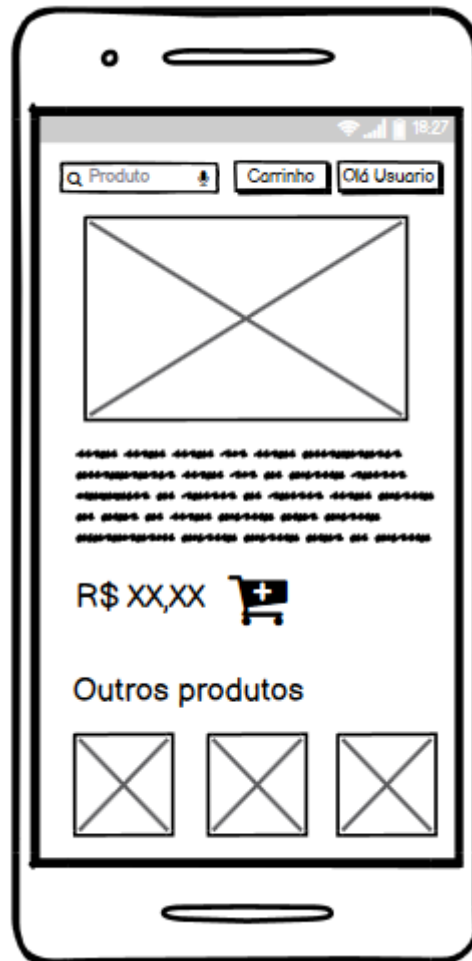 18:27
Produto
Carrinho
Olá Usuario
R$ XX,XX
Outros produtos